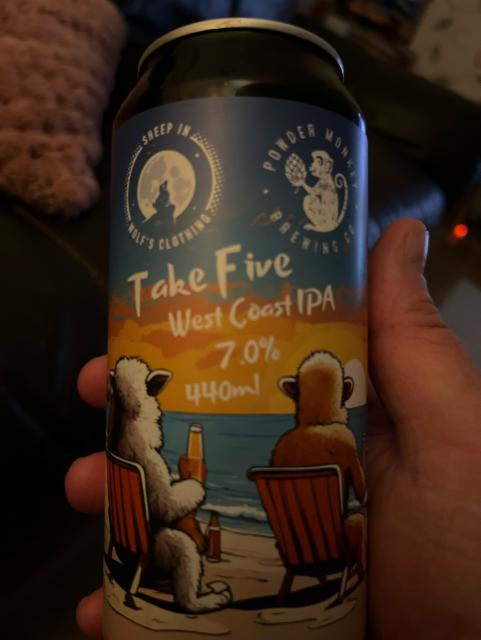 SHEEP IN
WOLF'S CLOTHING
POWDER MONKEY
BREWING CO
Take Five
West Coast IPA
7.0%
440ml